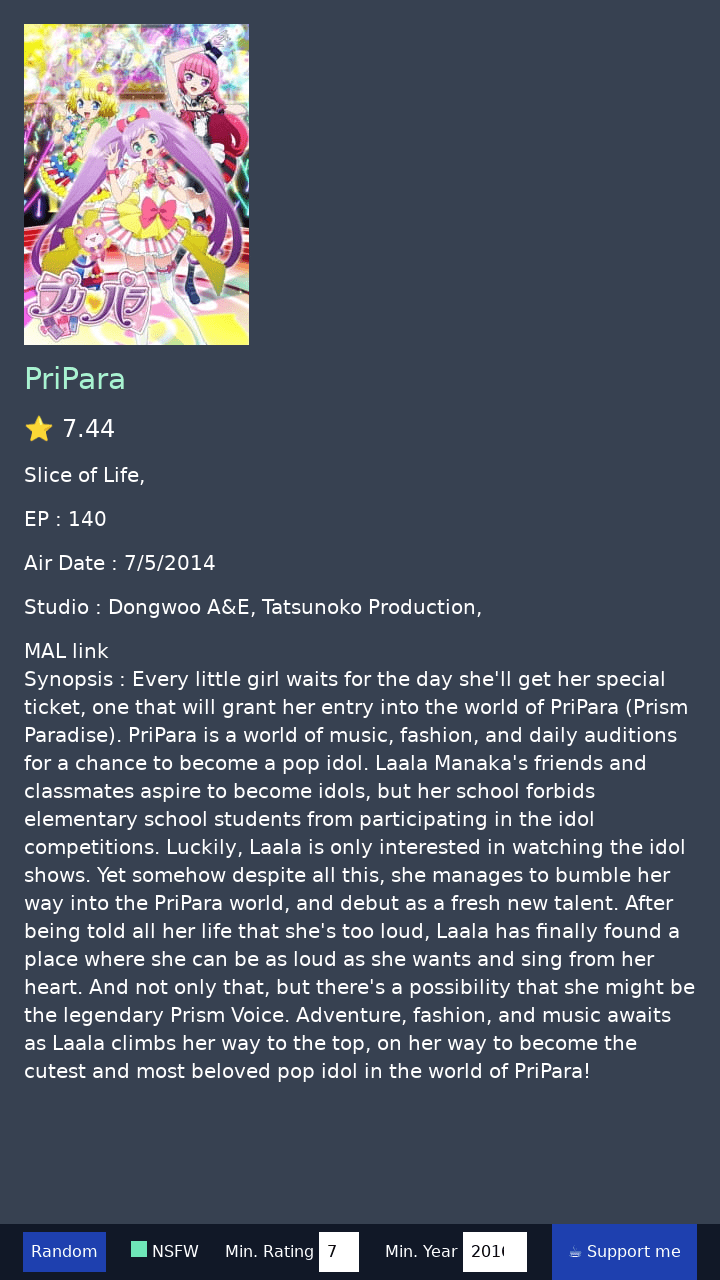 プリパラ
PriPara
⭐ 7.44
Slice of Life,
EP : 140
Air Date : 7/5/2014
Studio : Dongwoo A&E, Tatsunoko Production,
MAL link
Synopsis : Every little girl waits for the day she'll get her special
ticket, one that will grant her entry into the world of PriPara (Prism
Paradise). PriPara is a world of music, fashion, and daily auditions
for a chance to become a pop idol. Laala Manaka's friends and
classmates aspire to become idols, but her school forbids
elementary school students from participating in the idol
competitions. Luckily, Laala is only interested in watching the idol
shows. Yet somehow despite all this, she manages to bumble her
way into the PriPara world, and debut as a fresh new talent. After
being told all her life that she's too loud, Laala has finally found a
place where she can be as loud as she wants and sing from her
heart. And not only that, but there's a possibility that she might be
the legendary Prism Voice. Adventure, fashion, and music awaits
as Laala climbs her way to the top, on her way to become the
cutest and most beloved pop idol in the world of PriPara!
Random NSFW Min. Rating 7 Min. Year ☕ Support me